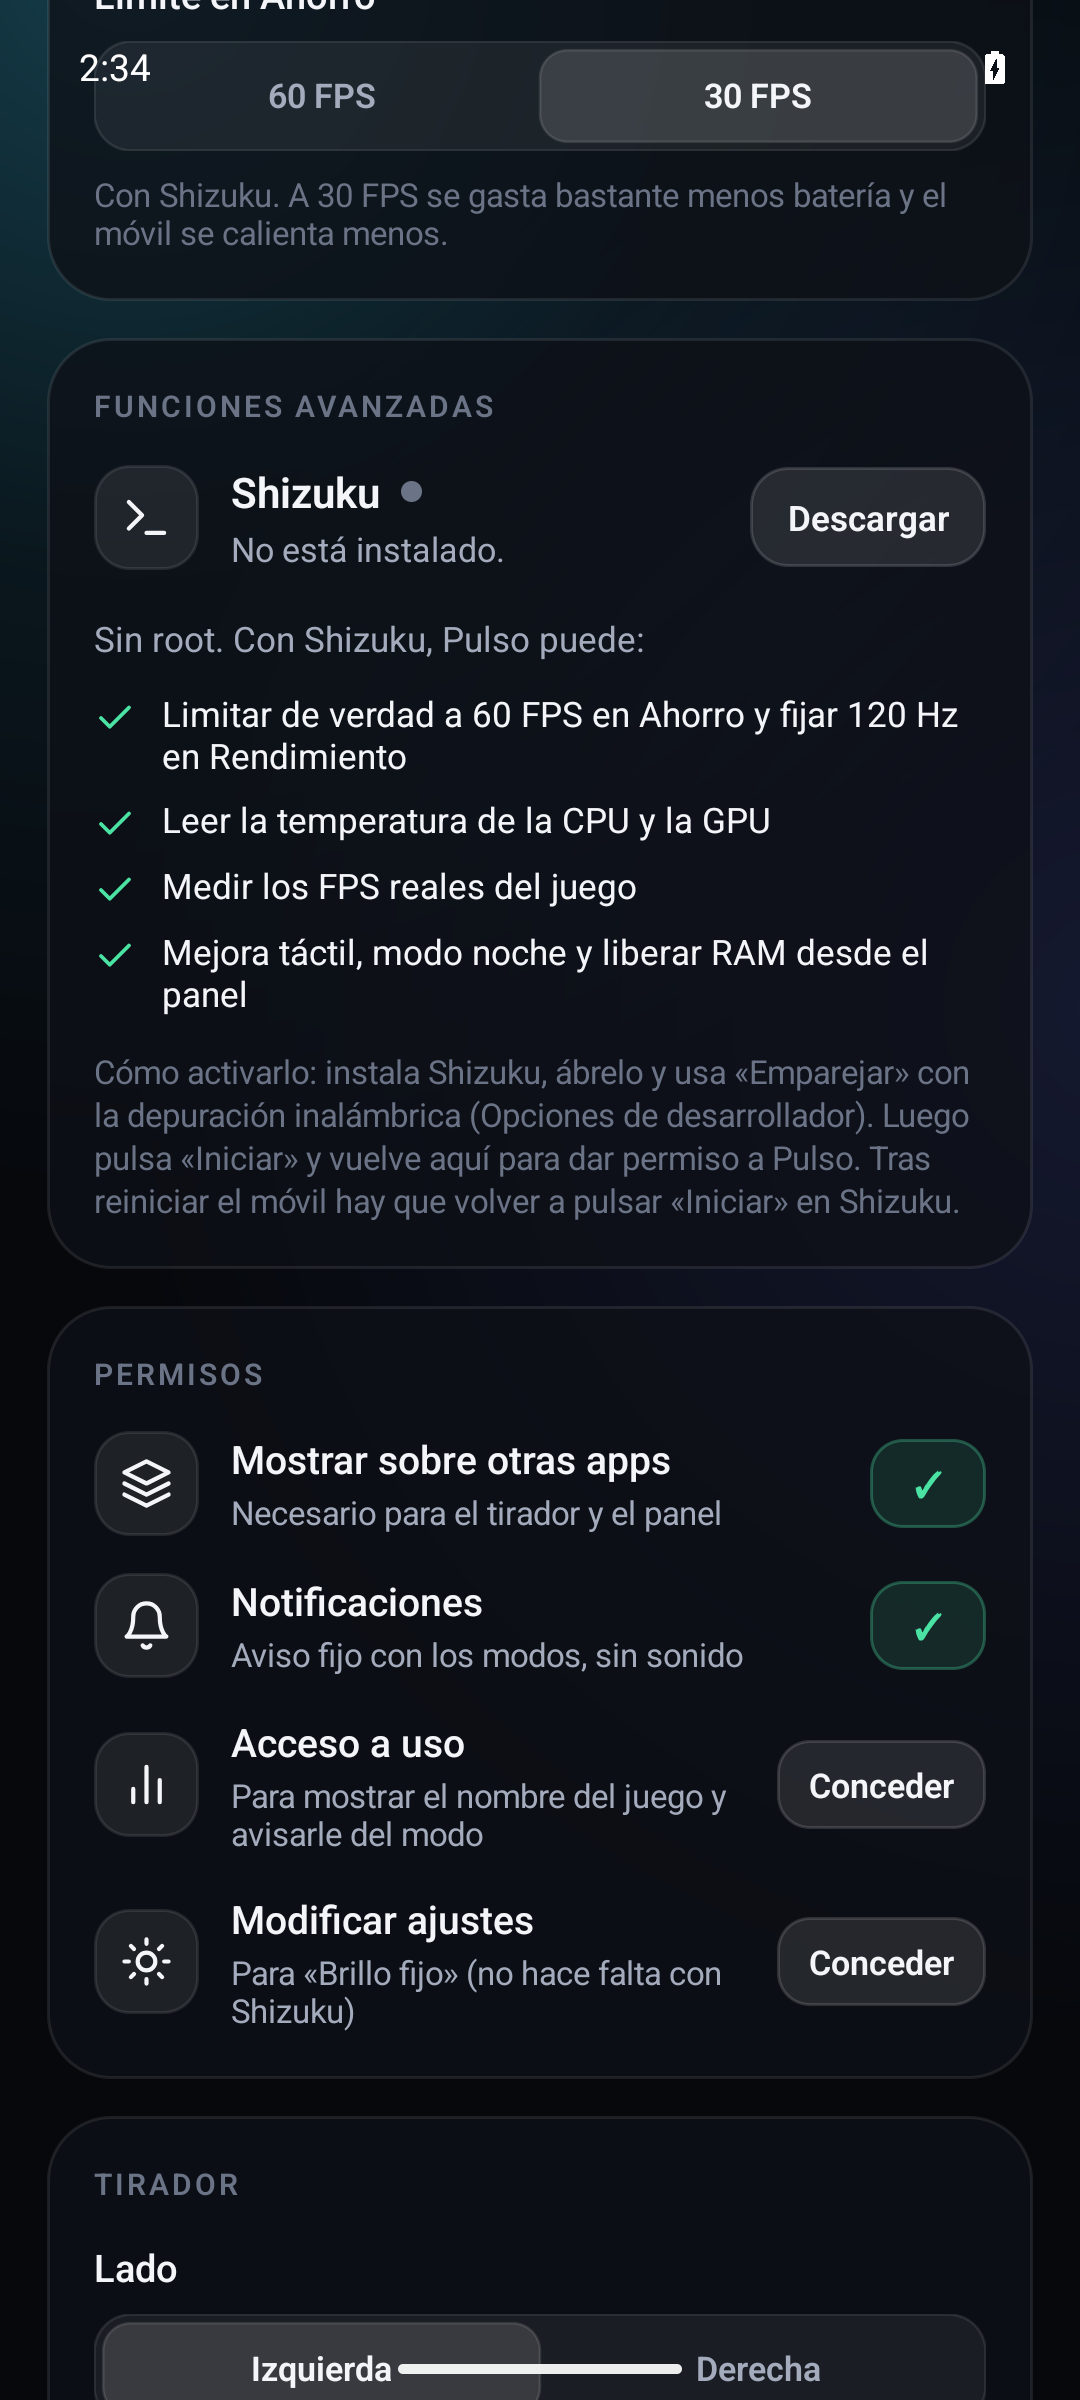 Límite en Ahorro
2:34
60 FPS
30 FPS
Con Shizuku. A 30 FPS se gasta bastante menos batería y el
móvil se calienta menos.
FUNCIONES AVANZADAS
Shizuku
No está instalado.
Descargar
Sin root. Con Shizuku, Pulso puede:
Limitar de verdad a 60 FPS en Ahorro y fijar 120 Hz
en Rendimiento
Leer la temperatura de la CPU y la GPU
Medir los FPS reales del juego
Mejora táctil, modo noche y liberar RAM desde el
panel
Cómo activarlo: instala Shizuku, ábrelo y usa «Emparejar» con
la depuración inalámbrica (Opciones de desarrollador). Luego
pulsa «Iniciar» y vuelve aquí para dar permiso a Pulso. Tras
reiniciar el móvil hay que volver a pulsar «Iniciar» en Shizuku.
PERMISOS
Mostrar sobre otras apps
Necesario para el tirador y el panel
Notificaciones
Aviso fijo con los modos, sin sonido
Acceso a uso
Para mostrar el nombre del juego y
avisarle del modo
Conceder
Modificar ajustes
Para «Brillo fijo» (no hace falta con
Shizuku)
Conceder
TIRADOR
Lado
Izquierda
Derecha